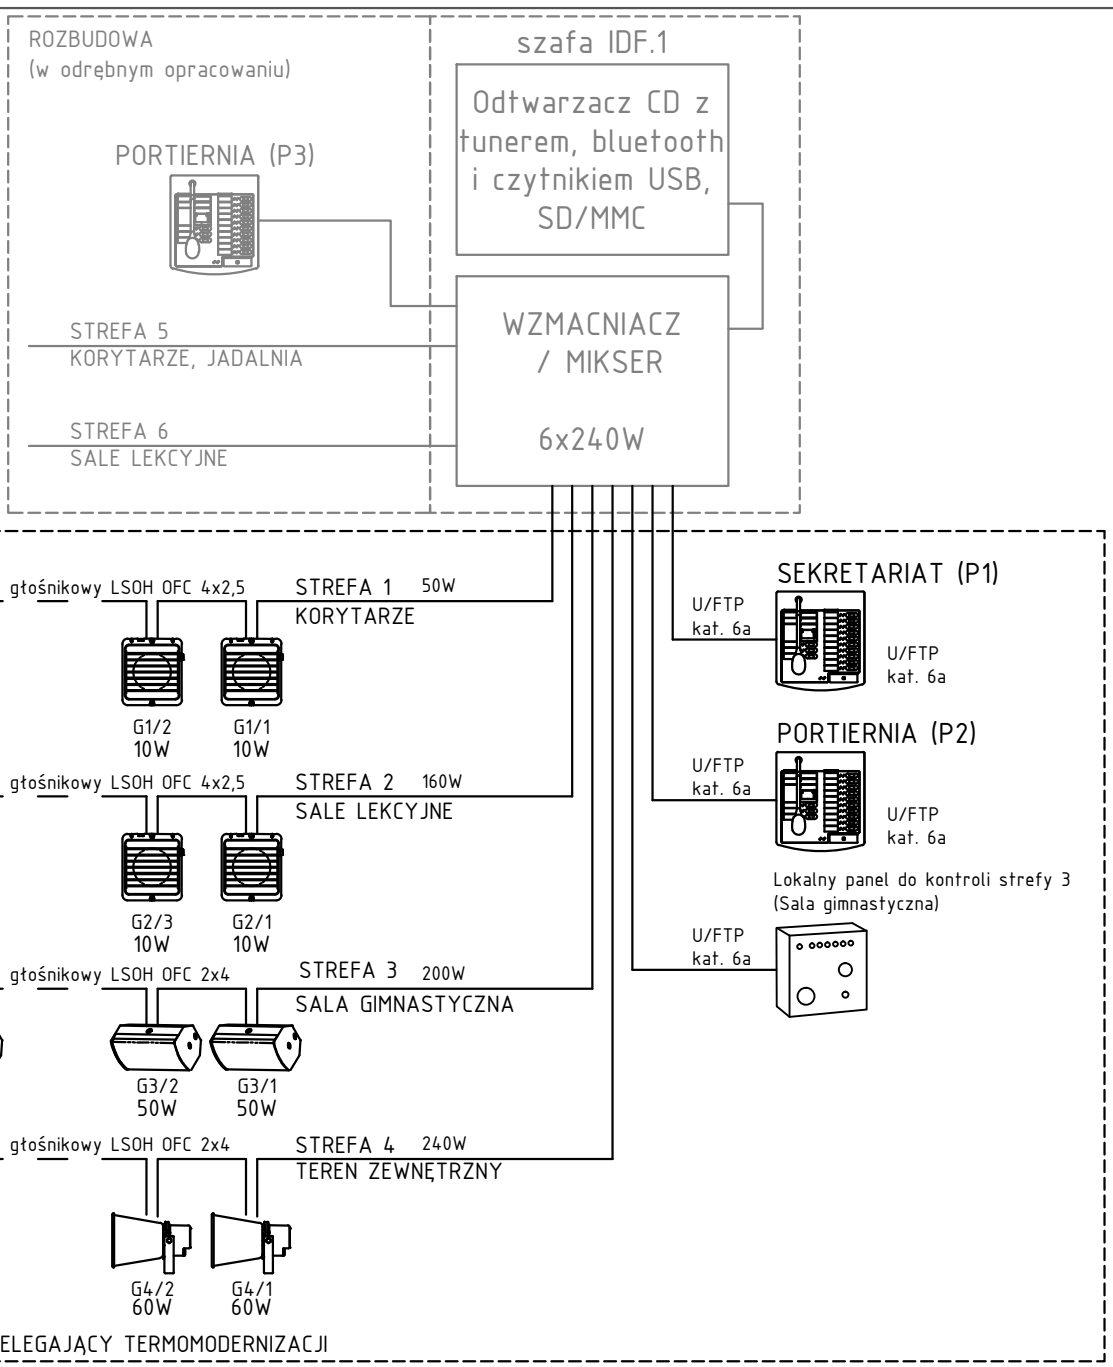 ROZBUDOWA
(w odrębnym opracowaniu)
szafa IDF.1
Odtwarzacz CD z
tunerem, bluetooth
i czytnikiem USB,
SD/MMC
PORTIERNIA (P3)
WZMACNIACZ
/ MIKSER
6x240W
STREFA 5
KORYTARZE, JADALNIA
STREFA 6
SALE LEKCYJNE
głośnikowy LSOH OFC 4x2,5
STREFA 1 50W
KORYTARZE
G1/2
10W
G1/1
10W
SEKRETARIAT (P1)
U/FTP
kat. 6a
U/FTP
kat. 6a
głośnikowy LSOH OFC 4x2,5
STREFA 2 160W
SALE LEKCYJNE
G2/3
10W
G2/1
10W
PORTIERNIA (P2)
U/FTP
kat. 6a
U/FTP
kat. 6a
Lokalny panel do kontroli strefy 3
(Sala gimnastyczna)
U/FTP
kat. 6a
głośnikowy LSOH OFC 2x4
STREFA 3 200W
SALA GIMNASTYCZNA
G3/2
50W
G3/1
50W
głośnikowy LSOH OFC 2x4
STREFA 4 240W
TEREN ZEWNĘTRZNY
G4/2
60W
G4/1
60W
ELEGAJĄCY TERMOMODERNIZACJI